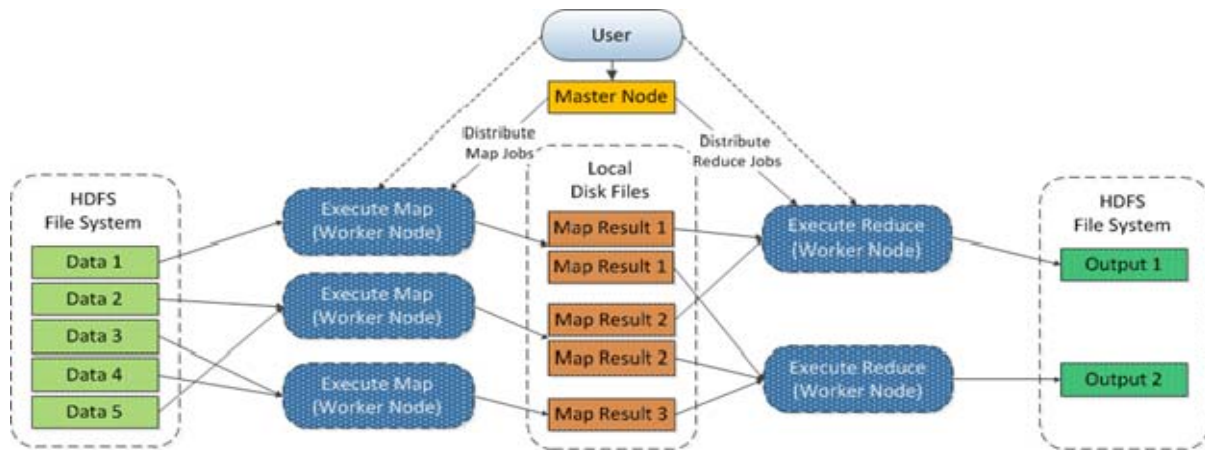 User
Master Node
Distribute
Map Jobs
Distribute
Reduce Jobs
HDFS
File System
Data 1
Data 2
Data 3
Data 4
Data 5
Execute Map
(Worker Node)
Execute Map
(Worker Node)
Execute Map
(Worker Node)
Local
Disk Files
Map Result 1
Map Result 1
Map Result 2
Map Result 2
Map Result 3
Execute Reduce
(Worker Node)
Execute Reduce
(Worker Node)
HDFS
File System
Output 1
Output 2